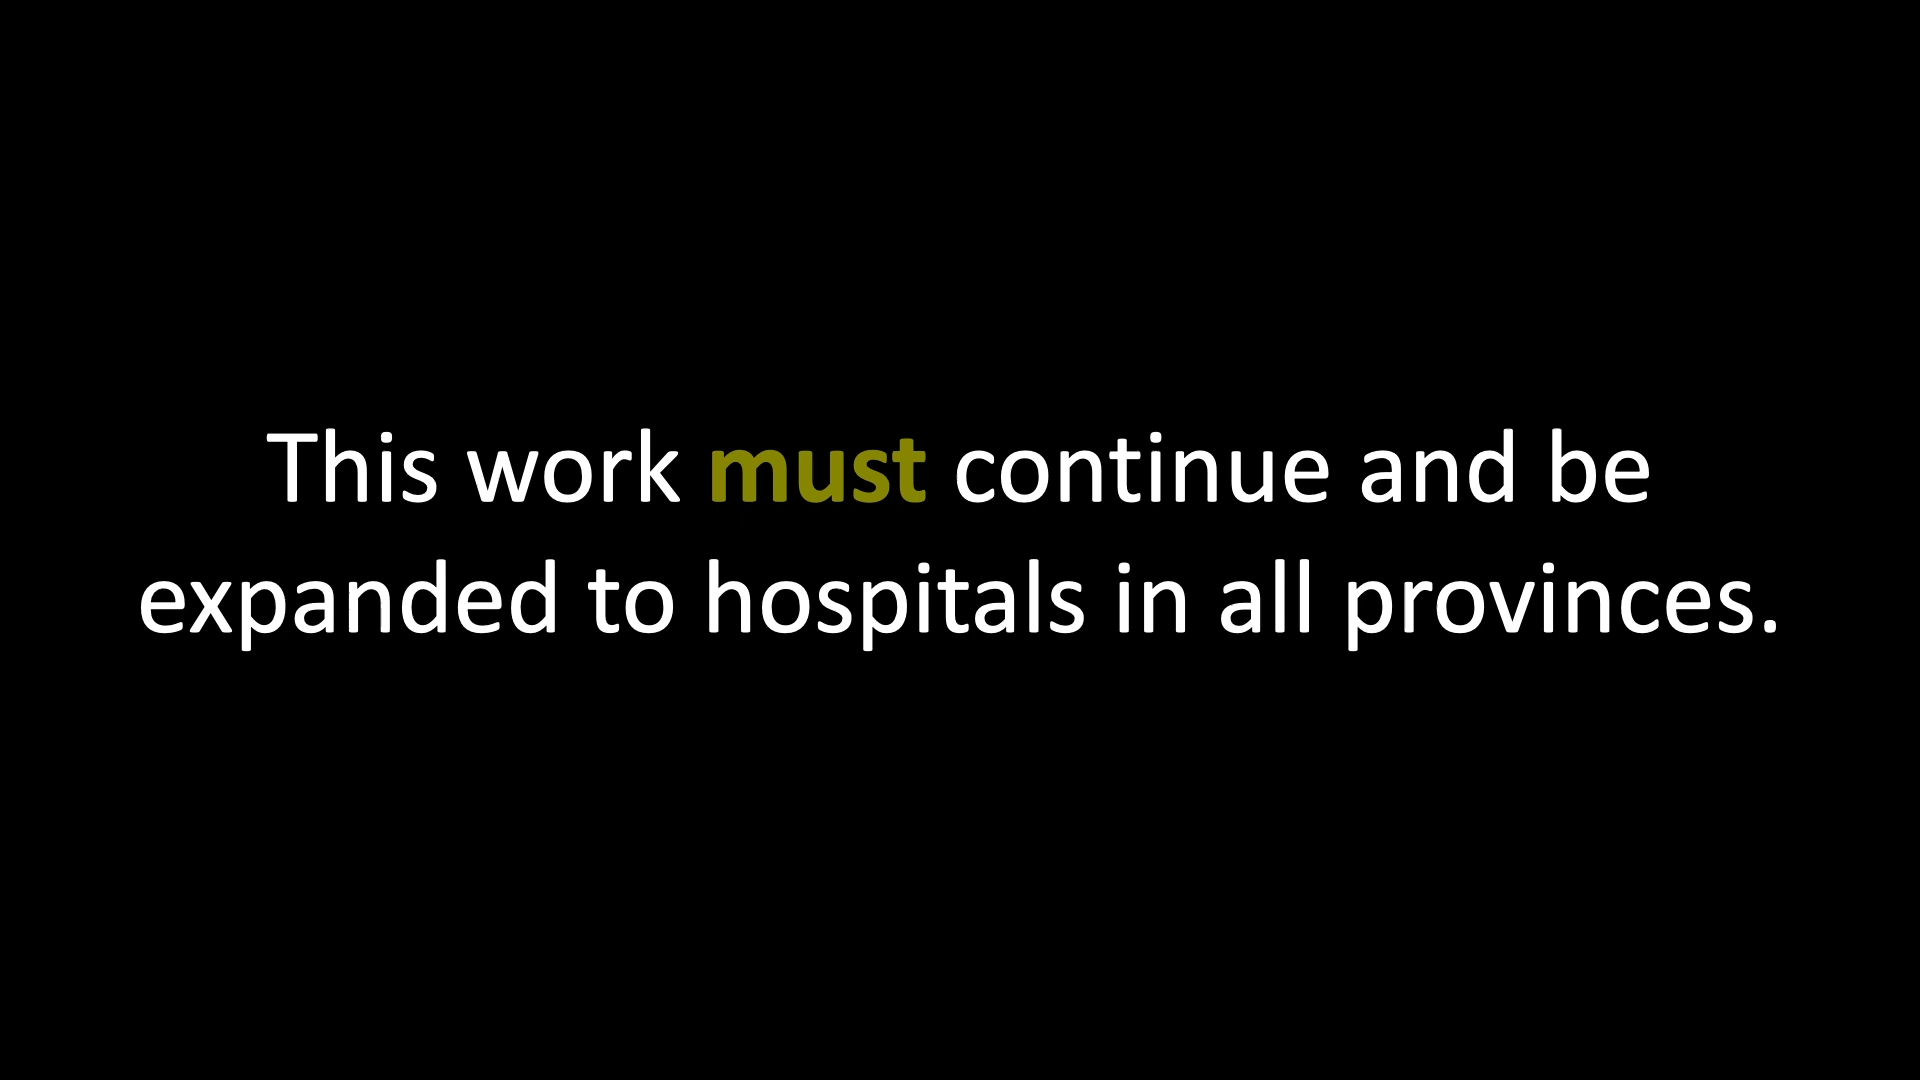 This work must continue and be
expanded to hospitals in all provinces.